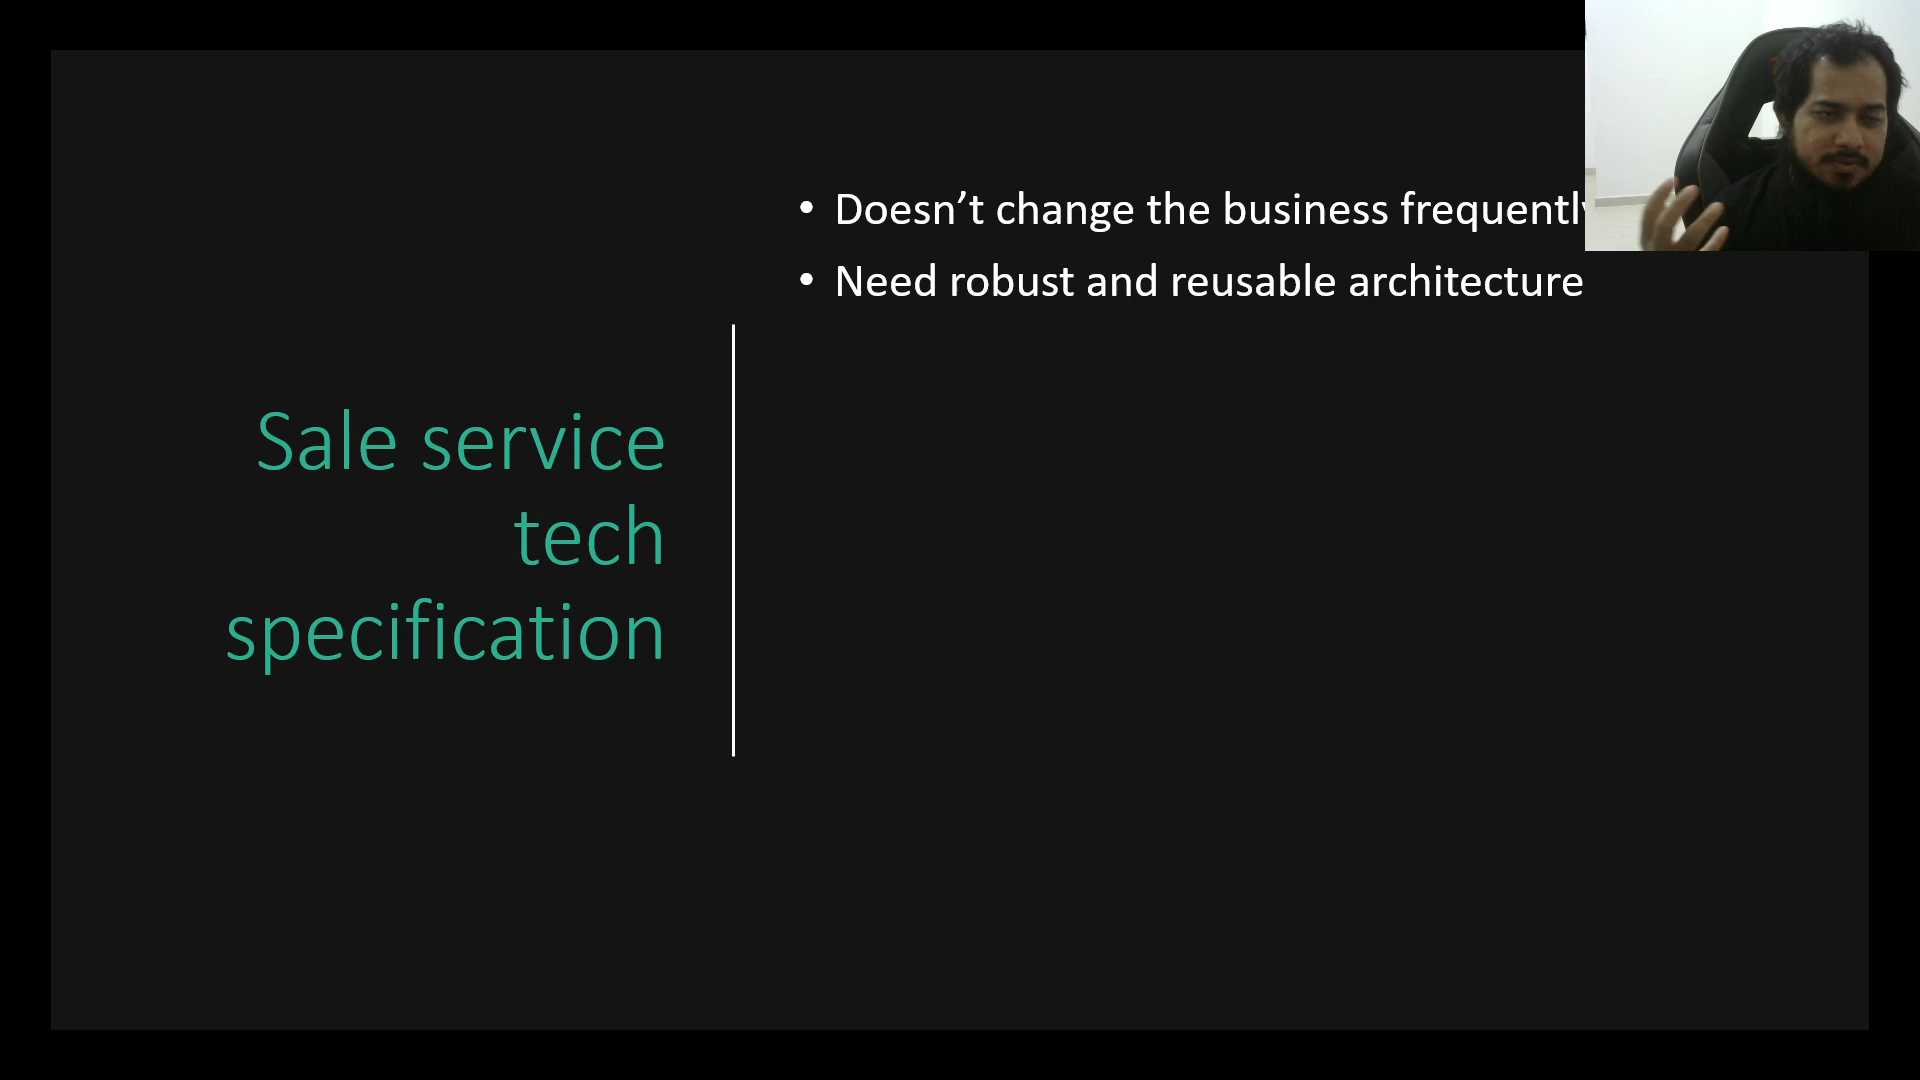 Sale service
tech
specification
• Doesn’t change the business frequently
• Need robust and reusable architecture